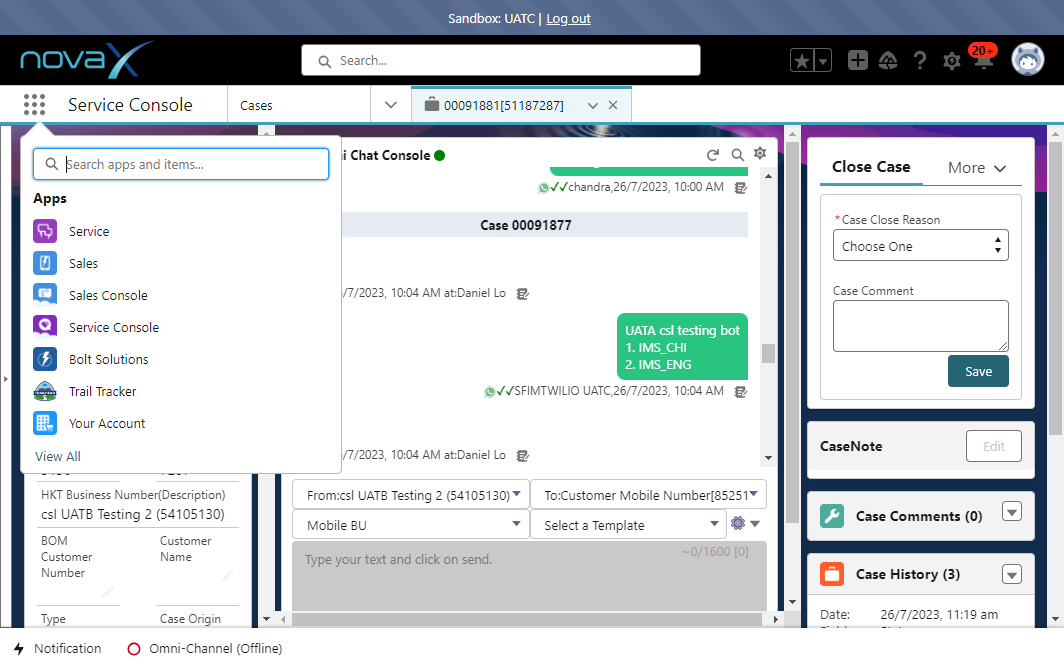 Sandbox: UATC | Log out
novaX
Search...
20+
Service Console
Cases
00091881[51187287]
Search apps and items...
Apps
Service
Sales
Sales Console
Service Console
Bolt Solutions
Trail Tracker
Your Account
View All
HKT Business Number(Description)
csl UATB Testing 2 (54105130)
BOM
Customer
Number
Customer
Name
Type
Case Origin
Chat Console
chandra,26/7/2023, 10:00 AM
Case 00091877
/7/2023, 10:04 AM at:Daniel Lo
UATA csl testing bot
1. IMS_CHI
2. IMS_ENG
SFIMTWILIO UATC,26/7/2023, 10:04 AM
/7/2023, 10:04 AM at:Daniel Lo
From:csl UATB Testing 2 (54105130)
To:Customer Mobile Number[85251
Mobile BU
Select a Template
~0/1600 [0]
Type your text and click on send.
Close Case
More
*Case Close Reason
Choose One
Case Comment
Save
CaseNote
Edit
Case Comments (0)
Case History (3)
Date:
26/7/2023, 11:19 am
Notification
Omni-Channel (Offline)